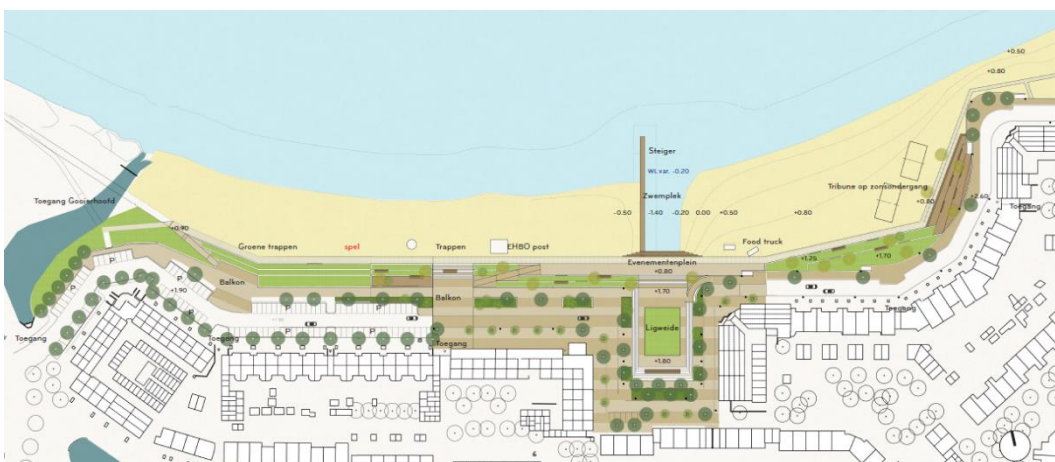 +0.50
+0.80
Steiger
WL var. -0.20
Zwemplek
-0.50 -1.40 -0.20 0.00 +0.50 +0.80
Tribune op zonsondergang
+0.80
+2.60
Toegang
Toegang Gooierhoofd
+0.90
Groene trappen
spel
Trappen
EHBO post
Food truck
Evenementenplein
+0.80
+1.25
+1.70
P
+1.90
Balkon
Balkon
+1.70
P
P
P
Toegang
Toegang
Toegang
Toegang
Ligweide
+1.80
6